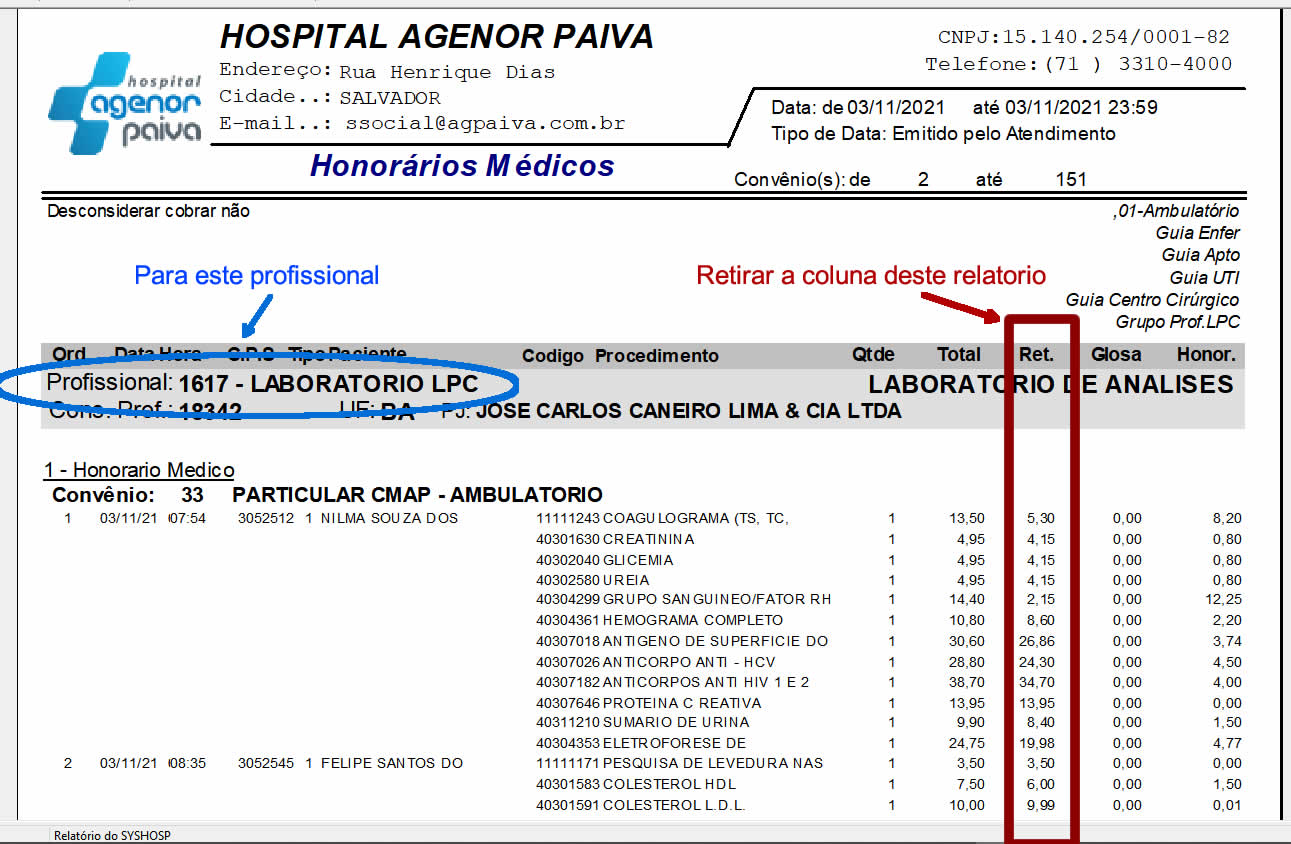 HOSPITAL AGENOR PAIVA
CNPJ:15.140.254/0001-82
Endereço: Rua Henrique Dias
Telefone:(71 ) 3310-4000
hospital
agenor
paiva
Cidade..: SALVADOR
E-mail..: ssocial@agpaiva.com.br
Data: de 03/11/2021 até 03/11/2021 23:59
Tipo de Data: Emitido pelo Atendimento
Honorários Médicos
Convênio(s): de 2 até 151
Desconsiderar cobrar não
,01-Ambulatório
Guia Enfer
Guia Apto
Guia UTI
Guia Centro Cirúrgico
Grupo Prof.LPC
Para este profissional
Retirar a coluna deste relatorio
Ord Data Hora C.P.S Tipo Paciente Codigo Procedimento Qtde Total Ret. Glosa Honor.
Profissional: 1617 - LABORATORIO LPC LABORATORIO DE ANALISES
Cons. Prof.: 18342 UF: BA PJ: JOSE CARLOS CANEIRO LIMA & CIA LTDA
1 - Honorario Medico
Convênio: 33 PARTICULAR CMAP - AMBULATORIO
1 03/11/21 07:54 3052512 1 NILMA SOUZA DOS 11111243 COAGULOGRAMA (TS, TC, 1 13,50 5,30 0,00 8,20
40301630 CREATININA 1 4,95 4,15 0,00 0,80
40302040 GLICEMIA 1 4,95 4,15 0,00 0,80
40302580 UREIA 1 4,95 4,15 0,00 0,80
40304299 GRUPO SANGUINEO/FATOR RH 1 14,40 2,15 0,00 12,25
40304361 HEMOGRAMA COMPLETO 1 10,80 8,60 0,00 2,20
40307018 ANTIGENO DE SUPERFICIE DO 1 30,60 26,86 0,00 3,74
40307026 ANTICORPO ANTI - HCV 1 28,80 24,30 0,00 4,50
40307182 ANTICORPOS ANTI HIV 1 E 2 1 38,70 34,70 0,00 4,00
40307646 PROTEINA C REATIVA 1 13,95 13,95 0,00 0,00
40311210 SUMARIO DE URINA 1 9,90 8,40 0,00 1,50
40304353 ELETROFORESE DE 1 24,75 19,98 0,00 4,77
2 03/11/21 08:35 3052545 1 FELIPE SANTOS DO 11111171 PESQUISA DE LEVEDURA NAS 1 3,50 3,50 0,00 0,00
40301583 COLESTEROL HDL 1 7,50 6,00 0,00 1,50
40301591 COLESTEROL L.D.L. 1 10,00 9,99 0,00 0,01
Relatório do SYSHOSP